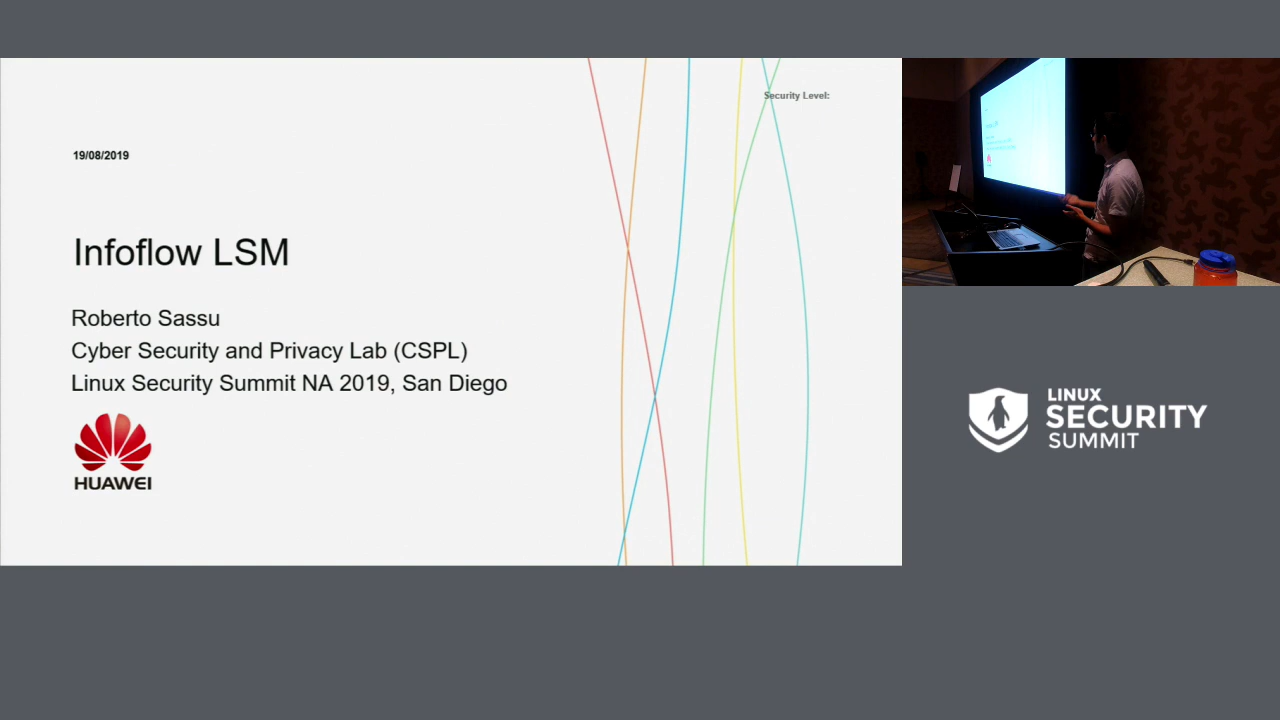 Security Level:
19/08/2019
Infoflow LSM
Roberto Sassu
Cyber Security and Privacy Lab (CSPL)
Linux Security Summit NA 2019, San Diego
HUAWEI
LINUX
SECURITY
SUMMIT